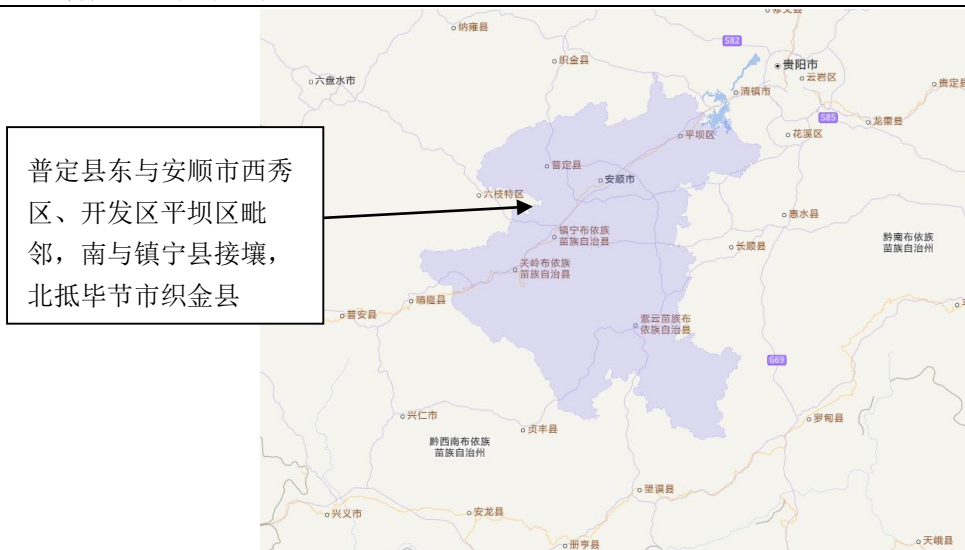 普定县东与安顺市西秀
区、开发区平坝区毗
邻，南与镇宁县接壤，
北抵毕节市织金县
纳雍县
S82
织金县
贵阳市
云岩区
六盘水市
清镇市
贵定县
S85
龙里县
平坝区
花溪区
普定县
安顺市
六枝特区
惠水县
镇宁布依族
苗族自治县
长顺县
黔南布依族
苗族自治州
关岭布依族
苗族自治县
晴隆县
普安县
紫云苗族布
依族自治县
G69
兴仁市
罗甸县
贞丰县
黔西南布依族
苗族自治州
望谟县
兴义市
安龙县
册亨县
天峨县